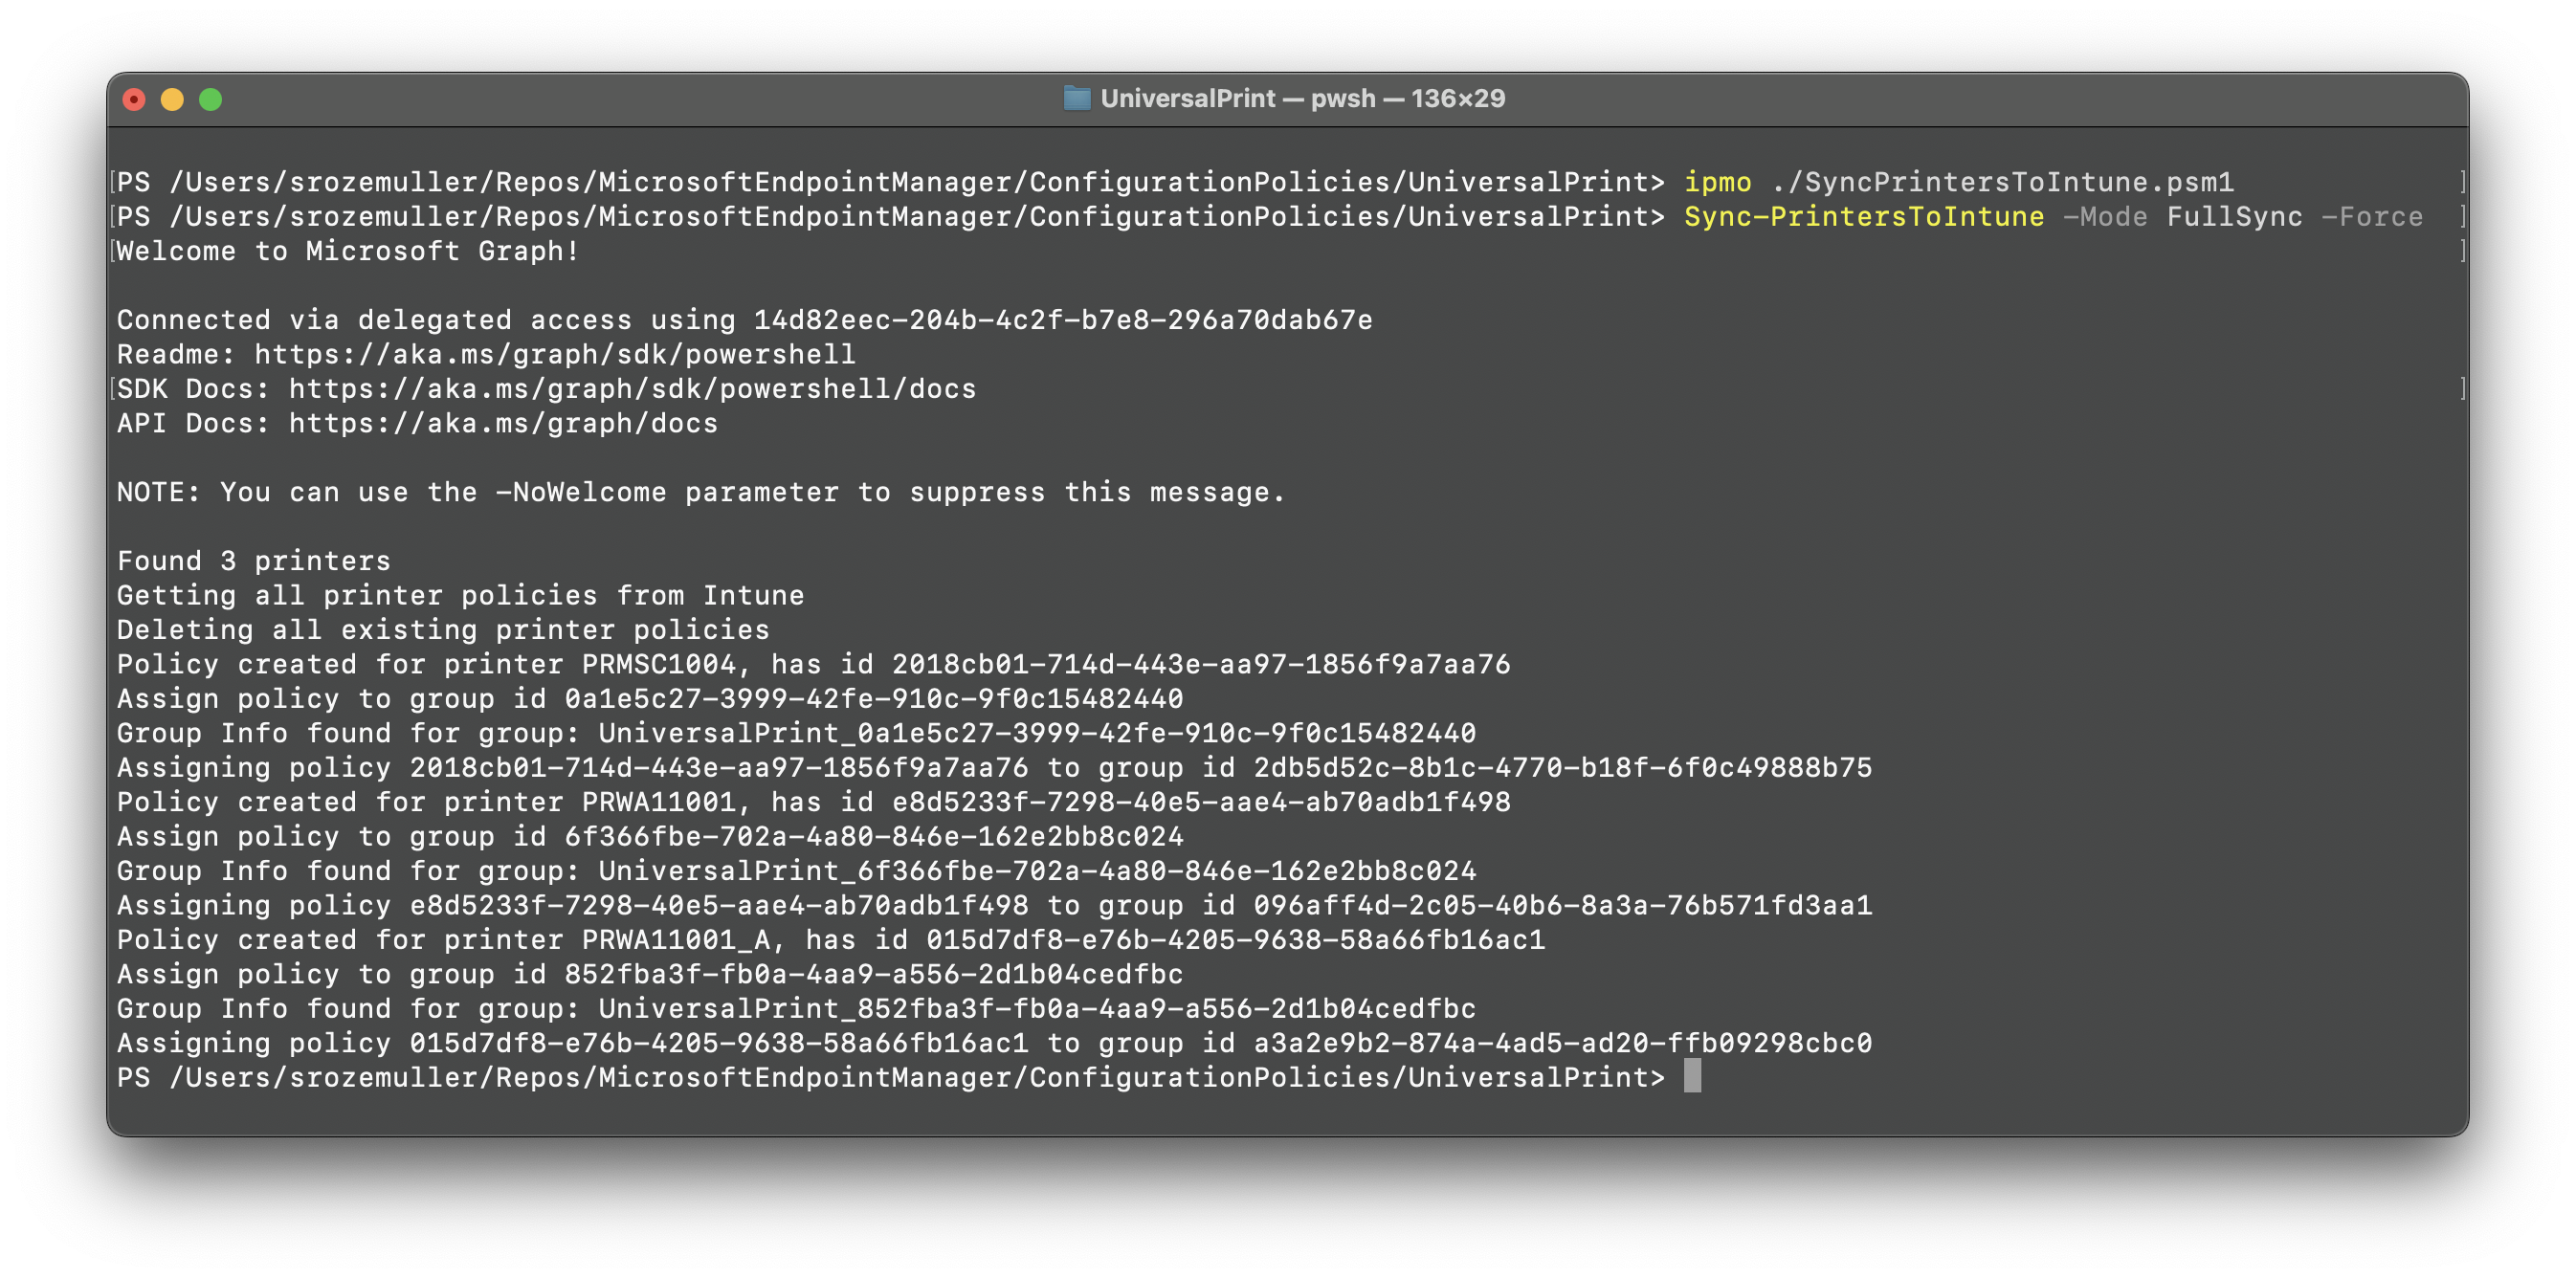 UniversalPrint — pwsh — 136×29
PS /Users/srozemuller/Repos/MicrosoftEndpointManager/ConfigurationPolicies/UniversalPrint> ipmo ./SyncPrintersToIntune.psm1
PS /Users/srozemuller/Repos/MicrosoftEndpointManager/ConfigurationPolicies/UniversalPrint> Sync-PrintersToIntune -Mode FullSync -Force
Welcome to Microsoft Graph!
Connected via delegated access using 14d82eec-204b-4c2f-b7e8-296a70dab67e
Readme: https://aka.ms/graph/sdk/powershell
SDK Docs: https://aka.ms/graph/sdk/powershell/docs
API Docs: https://aka.ms/graph/docs
NOTE: You can use the -NoWelcome parameter to suppress this message.
Found 3 printers
Getting all printer policies from Intune
Deleting all existing printer policies
Policy created for printer PRMSC1004, has id 2018cb01-714d-443e-aa97-1856f9a7aa76
Assign policy to group id 0a1e5c27-3999-42fe-910c-9f0c15482440
Group Info found for group: UniversalPrint_0a1e5c27-3999-42fe-910c-9f0c15482440
Assigning policy 2018cb01-714d-443e-aa97-1856f9a7aa76 to group id 2db5d52c-8b1c-4770-b18f-6f0c49888b75
Policy created for printer PRWA11001, has id e8d5233f-7298-40e5-aae4-ab70adb1f498
Assign policy to group id 6f366fbe-702a-4a80-846e-162e2bb8c024
Group Info found for group: UniversalPrint_6f366fbe-702a-4a80-846e-162e2bb8c024
Assigning policy e8d5233f-7298-40e5-aae4-ab70adb1f498 to group id 096aff4d-2c05-40b6-8a3a-76b571fd3aa1
Policy created for printer PRWA11001_A, has id 015d7df8-e76b-4205-9638-58a66fb16ac1
Assign policy to group id 852fba3f-fb0a-4aa9-a556-2d1b04cedfbc
Group Info found for group: UniversalPrint_852fba3f-fb0a-4aa9-a556-2d1b04cedfbc
Assigning policy 015d7df8-e76b-4205-9638-58a66fb16ac1 to group id a3a2e9b2-874a-4ad5-ad20-ffb09298cbc0
PS /Users/srozemuller/Repos/MicrosoftEndpointManager/ConfigurationPolicies/UniversalPrint>